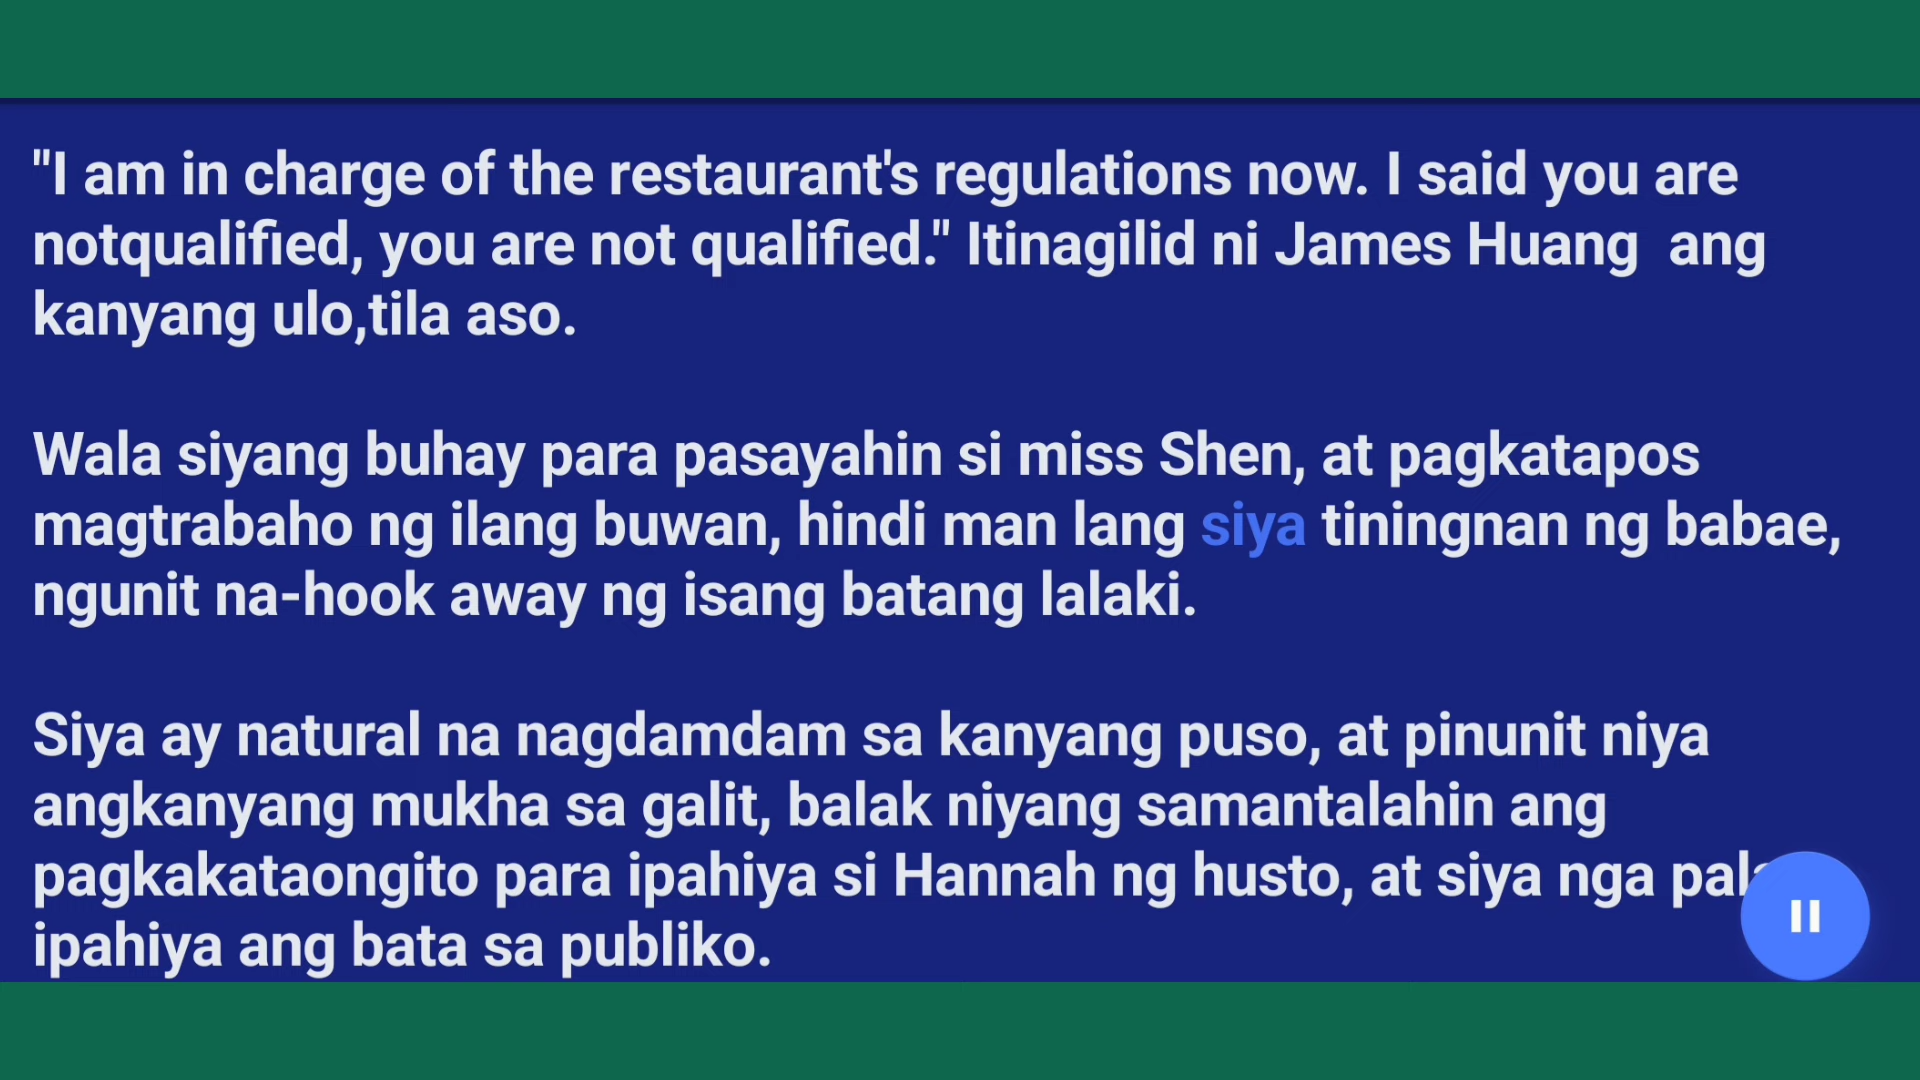 "I am in charge of the restaurant's regulations now. I said you are
notqualified, you are not qualified." Itinagilid ni James Huang  ang
kanyang ulo,tila aso.
Wala siyang buhay para pasayahin si miss Shen, at pagkatapos
magtrabaho ng ilang buwan, hindi man lang siya tiningnan ng babae,
ngunit na-hook away ng isang batang lalaki.
Siya ay natural na nagdamdam sa kanyang puso, at pinunit niya
angkanyang mukha sa galit, balak niyang samantalahin ang
pagkakataongito para ipahiya si Hannah ng husto, at siya nga
ipahiya ang bata sa publiko.